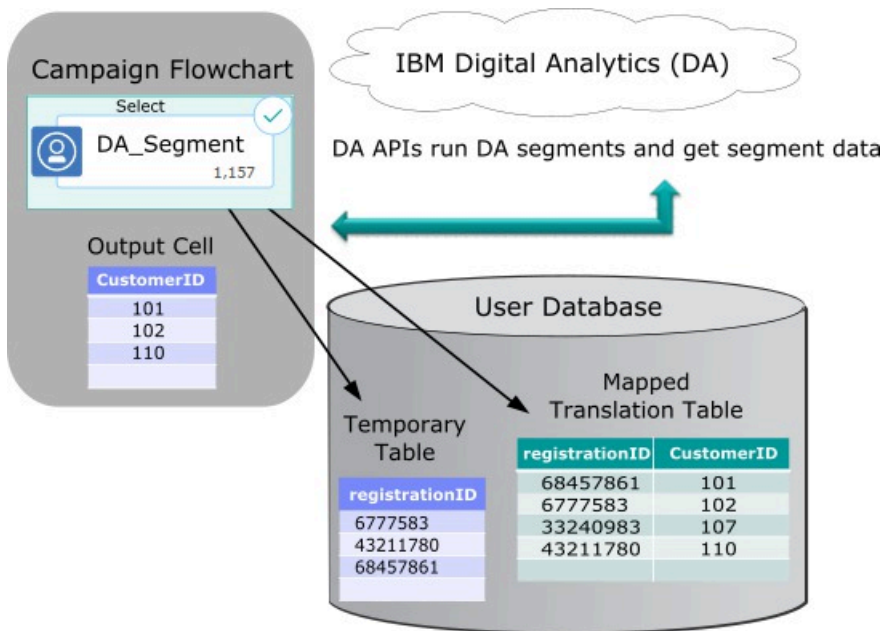 Campaign Flowchart
Select
DA_Segment
1,157
Output Cell
CustomerID
101
102
110
IBM Digital Analytics (DA)
DA APIs run DA segments and get segment data
User Database
Temporary
Table
registrationID
6777583
43211780
68457861
Mapped
Translation Table
registrationID CustomerID
68457861 101
6777583 102
33240983 107
43211780 110